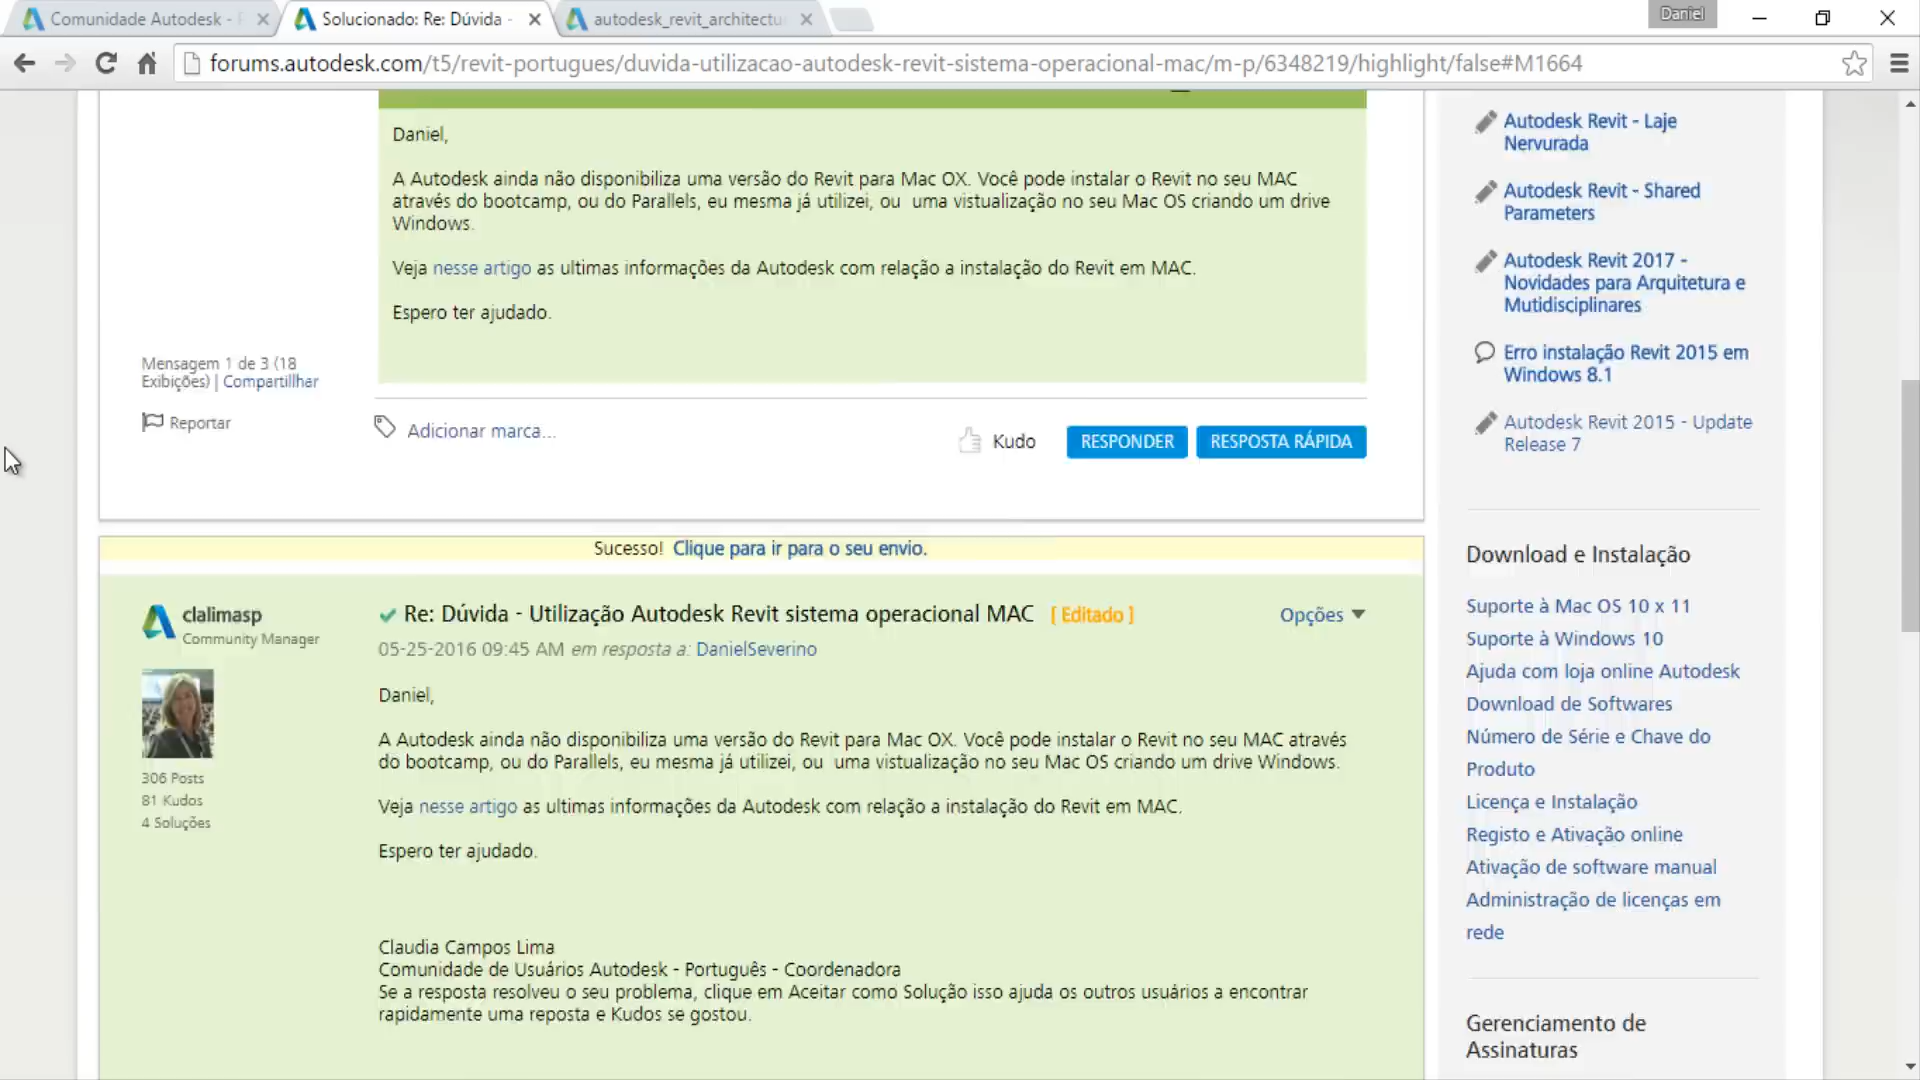 Comunidade Autodesk -
Solucionado: Re: Dúvida -
autodesk_revit_architectu
Daniel
forums.autodesk.com/t5/revit-portugues/duvida-utilizacao-autodesk-revit-sistema-operacional-mac/m-p/6348219/highlight/false#M1664
Daniel,
A Autodesk ainda não disponibiliza uma versão do Revit para Mac OX. Você pode instalar o Revit no seu MAC
através do bootcamp, ou do Parallels, eu mesma já utilizei, ou uma vistualização no seu Mac OS criando um drive
Windows.
Veja nesse artigo as ultimas informações da Autodesk com relação a instalação do Revit em MAC.
Espero ter ajudado.
Mensagem 1 de 3 (18
Exibições) | Compartillhar
Reportar
Adicionar marca...
Kudo
RESPONDER
RESPOSTA RÁPIDA
Sucesso! Clique para ir para o seu envio.
clalimasp
Community Manager
306 Posts
81 Kudos
4 Soluções
Re: Dúvida - Utilização Autodesk Revit sistema operacional MAC [ Editado ]
Opções
05-25-2016 09:45 AM em resposta a: DanielSeverino
Daniel,
A Autodesk ainda não disponibiliza uma versão do Revit para Mac OX. Você pode instalar o Revit no seu MAC através
do bootcamp, ou do Parallels, eu mesma já utilizei, ou uma vistualização no seu Mac OS criando um drive Windows.
Veja nesse artigo as ultimas informações da Autodesk com relação a instalação do Revit em MAC.
Espero ter ajudado.
Claudia Campos Lima
Comunidade de Usuários Autodesk - Português - Coordenadora
Se a resposta resolveu o seu problema, clique em Aceitar como Solução isso ajuda os outros usuários a encontrar
rapidamente uma reposta e Kudos se gostou.
Autodesk Revit - Laje
Nervurada
Autodesk Revit - Shared
Parameters
Autodesk Revit 2017 -
Novidades para Arquitetura e
Mutidisciplinares
Erro instalação Revit 2015 em
Windows 8.1
Autodesk Revit 2015 - Update
Release 7
Download e Instalação
Suporte à Mac OS 10 x 11
Suporte à Windows 10
Ajuda com loja online Autodesk
Download de Softwares
Número de Série e Chave do
Produto
Licença e Instalação
Registo e Ativação online
Ativação de software manual
Administração de licenças em
rede
Gerenciamento de
Assinaturas